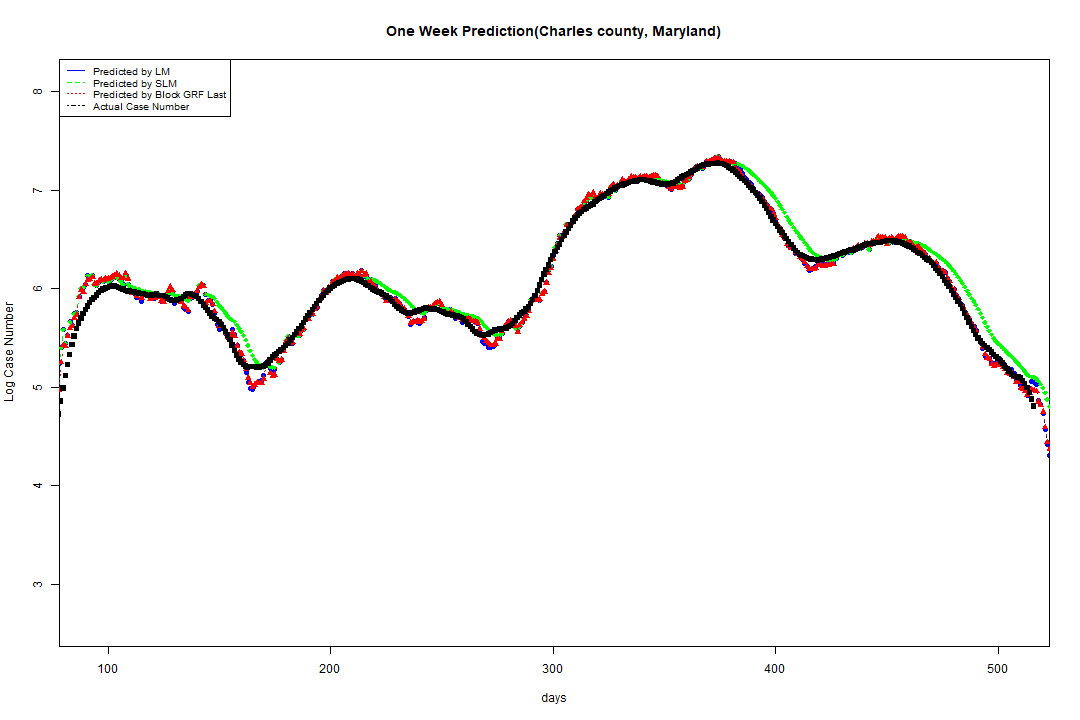 One Week Prediction(Charles county, Maryland)
Predicted by LM
Predicted by SLM
Predicted by Block GRF Last
Actual Case Number
8
7
6
5
4
3
Log Case Number
100 200 300 400 500
days